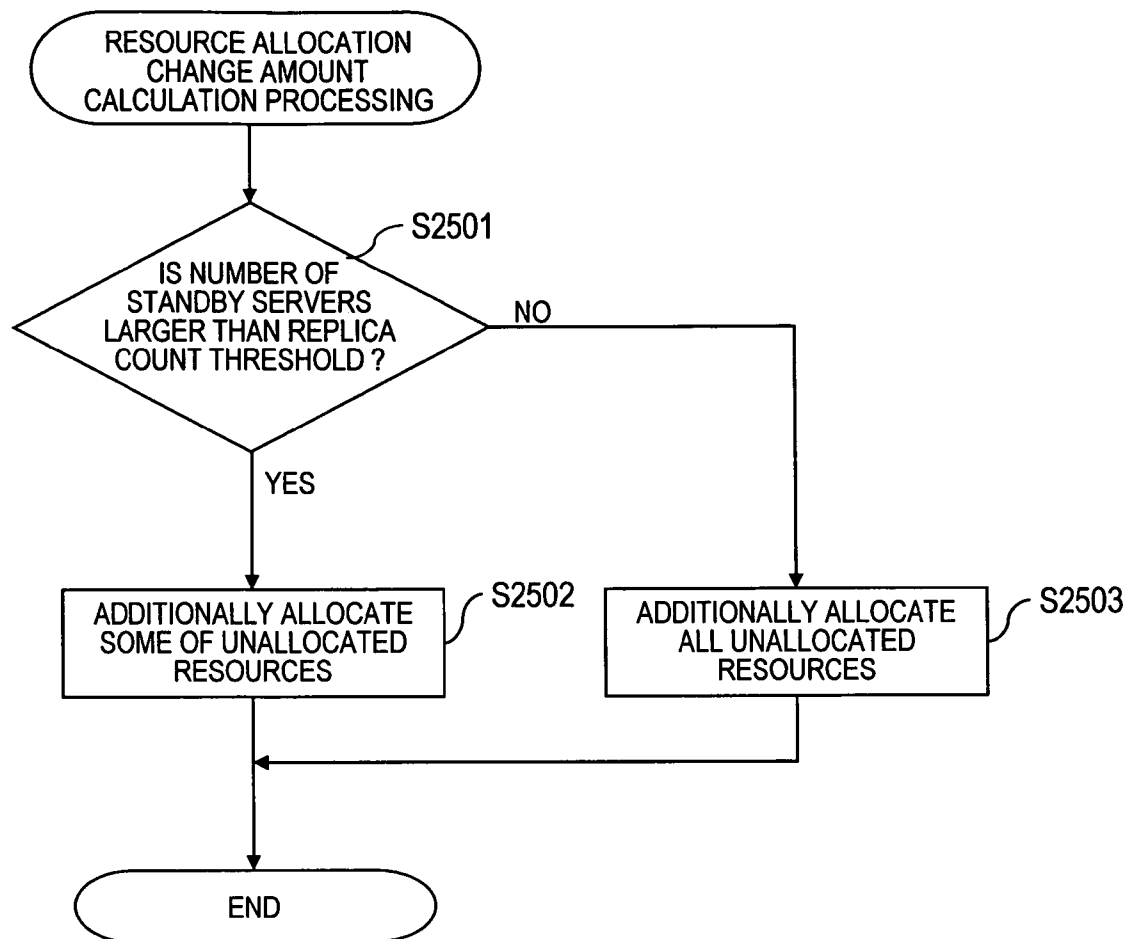 RESOURCE ALLOCATION
CHANGE AMOUNT
CALCULATION PROCESSING
S2501
IS NUMBER OF
STANDBY SERVERS
LARGER THAN REPLICA
COUNT THRESHOLD ?
NO
YES
S2502
ADDITIONALLY ALLOCATE
SOME OF UNALLOCATED
RESOURCES
S2503
ADDITIONALLY ALLOCATE
ALL UNALLOCATED
RESOURCES
END